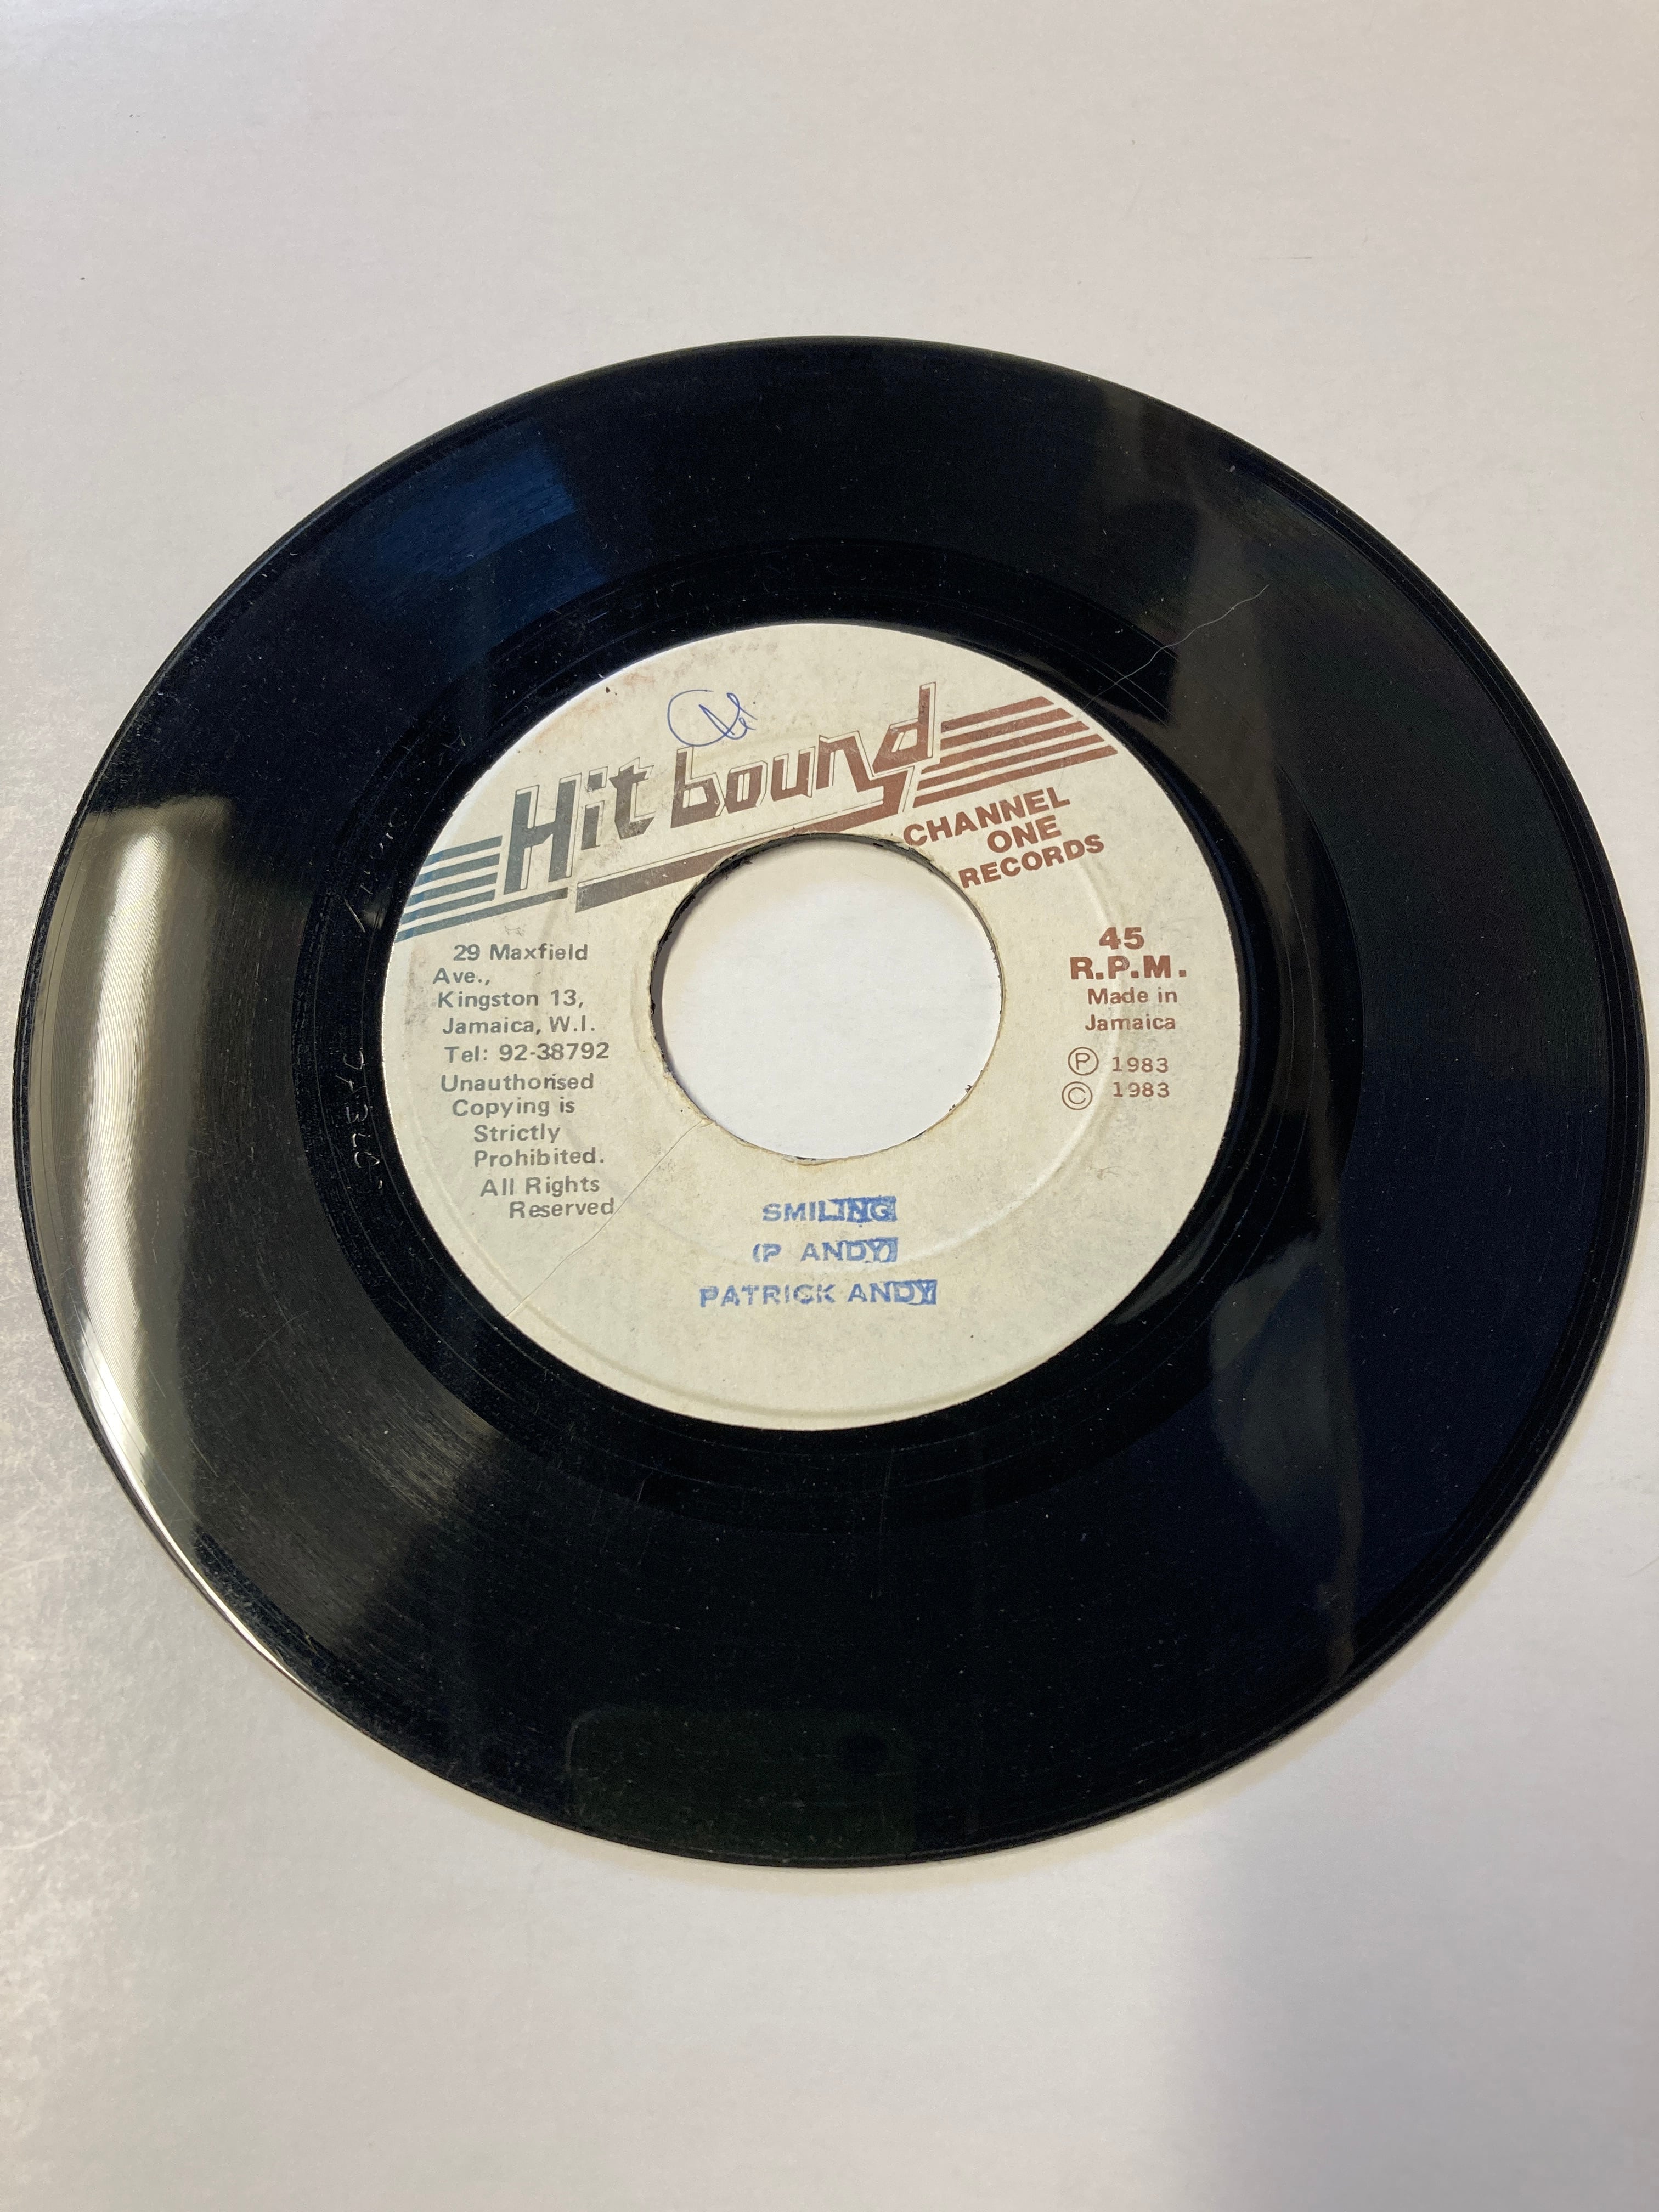 Hit bound
CHANNEL
ONE
RECORDS
29 Maxfield
Ave.,
Kingston 13,
Jamaica, W.I.
Tel: 92-38792
Unauthorised
Copying is
Strictly
Prohibited.
All Rights
Reserved
45
R.P.M.
Made in
Jamaica
Ⓟ 1983
© 1983
SMILING
(P ANDY)
PATRICK ANDY